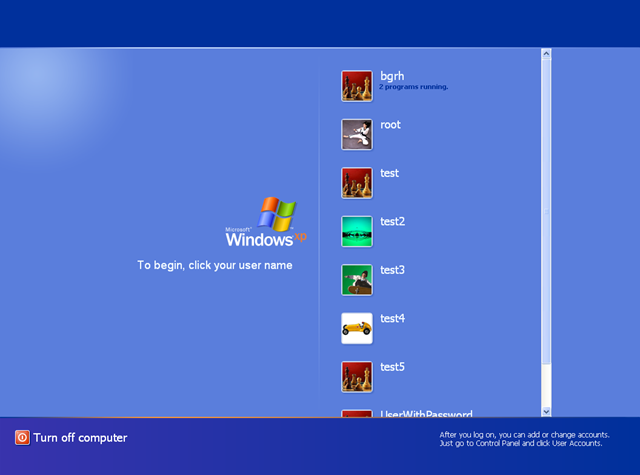 bgrh
2 programs running.
root
test
test2
Microsoft
Windows xp
To begin, click your user name
test3
test4
test5
UserWithPassword
Turn off computer
After you log on, you can add or change accounts.
Just go to Control Panel and click User Accounts.